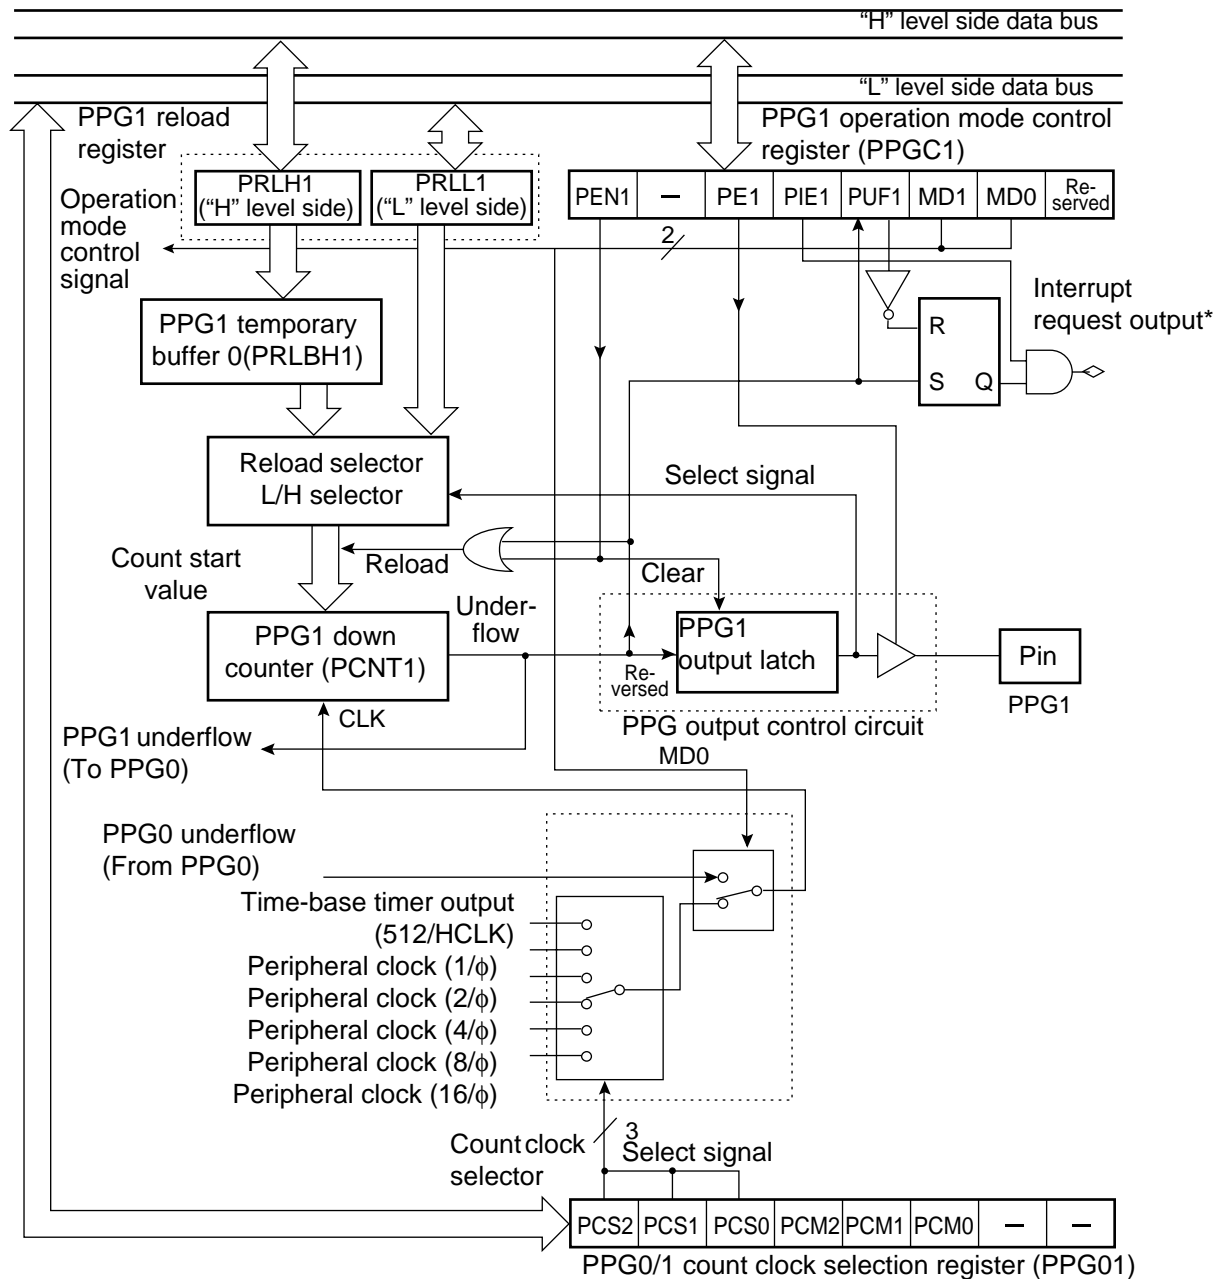 “H” level side data bus
“L” level side data bus
PPG1 reload
register
PPG1 operation mode control
register (PPGC1)
PRLH1
(“H” level side)
PRLL1
(“L” level side)
PEN1 — PE1 PIE1 PUF1 MD1 MD0 Re-
served
Operation
mode
control
signal
2
PPG1 temporary
buffer 0(PRLBH1)
R
S Q
Interrupt
request output*
Reload selector
L/H selector
Select signal
Count start
value
Reload
Clear
PPG1 down
counter (PCNT1)
Under-
flow
Re-
versed
PPG1
output latch
Pin
PPG1
PPG output control circuit
CLK
PPG1 underflow
(To PPG0)
MD0
PPG0 underflow
(From PPG0)
Time-base timer output
(512/HCLK)
Peripheral clock (1/ϕ)
Peripheral clock (2/ϕ)
Peripheral clock (4/ϕ)
Peripheral clock (8/ϕ)
Peripheral clock (16/ϕ)
Count clock
selector
3
Select signal
PCS2 PCS1 PCS0 PCM2 PCM1 PCM0 — —
PPG0/1 count clock selection register (PPG01)